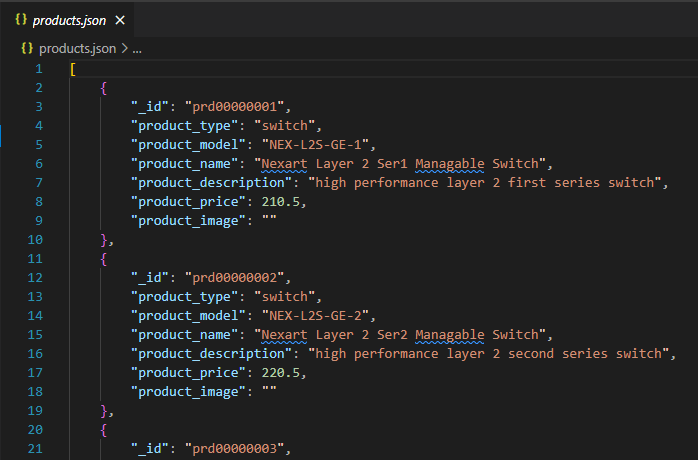 {} products.json ×
{} products.json > ...
1 [
2 {
3 "_id": "prd00000001",
4 "product_type": "switch",
5 "product_model": "NEX-L2S-GE-1",
6 "product_name": "Nexart Layer 2 Ser1 Managable Switch",
7 "product_description": "high performance layer 2 first series switch",
8 "product_price": 210.5,
9 "product_image": ""
10 },
11 {
12 "_id": "prd00000002",
13 "product_type": "switch",
14 "product_model": "NEX-L2S-GE-2",
15 "product_name": "Nexart Layer 2 Ser2 Managable Switch",
16 "product_description": "high performance layer 2 second series switch",
17 "product_price": 220.5,
18 "product_image": ""
19 },
20 {
21 "_id": "prd00000003",